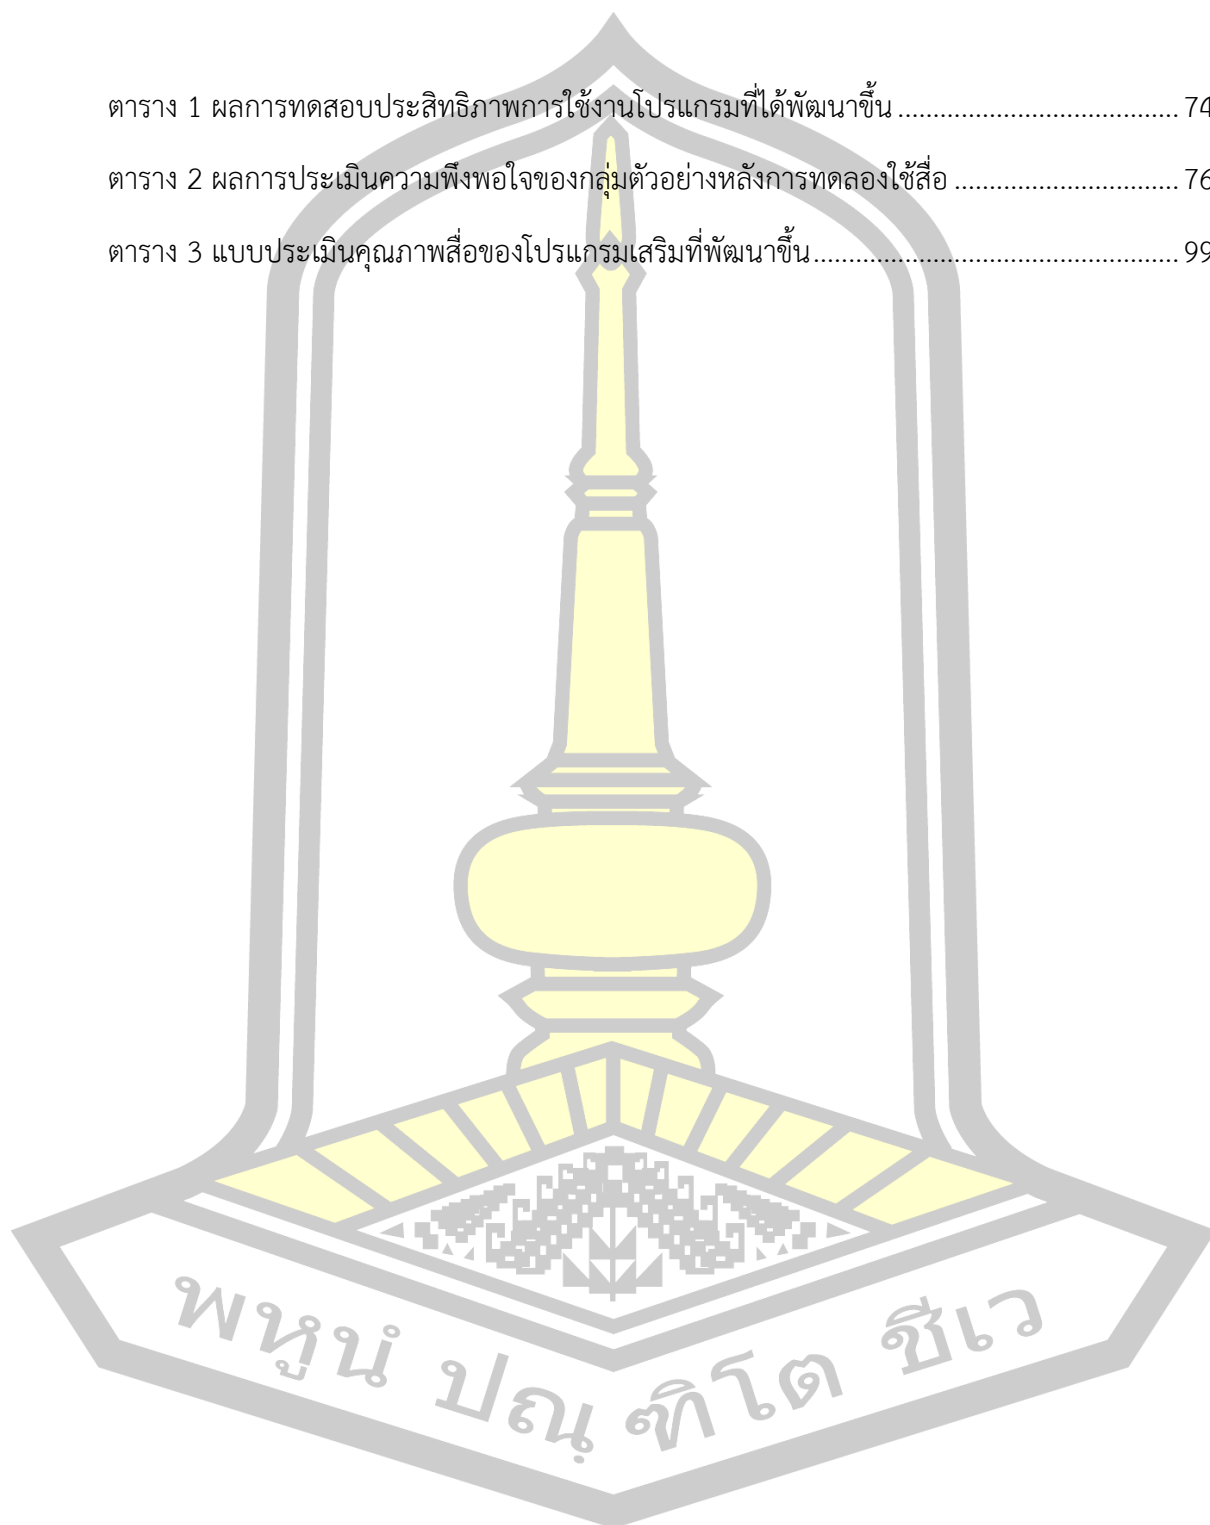 ตาราง 1 ผลการทดสอบประสิทธิภาพการใช้งานโปรแกรมที่ได้พัฒนาขึ้น ........................................ 74
ตาราง 2 ผลการประเมินความพึงพอใจของกลุ่มตัวอย่างหลังการทดลองใช้สื่อ ................................ 76
ตาราง 3 แบบประเมินคุณภาพสื่อของโปรแกรมเสริมที่พัฒนาขึ้น .................................................... 99
พหูนํ ปณฺ ฑิโต ชีเว